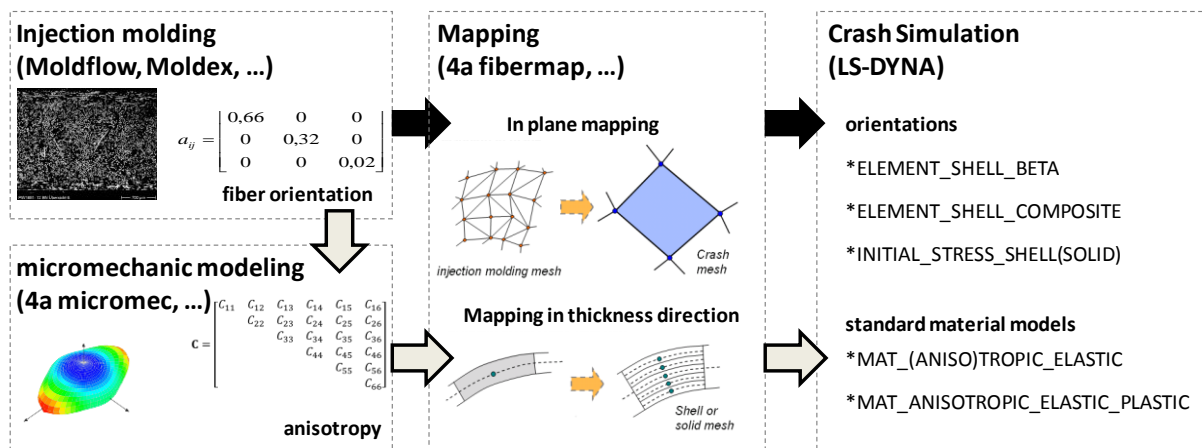 Injection molding
(Moldflow, Moldex, …)
a_ij = [0,66 0 0
0 0,32 0
0 0 0,02]
fiber orientation
micromechanic modeling
(4a micromec, …)
C = [C11 C12 C13 C14 C15 C16
C22 C23 C24 C25 C26
C33 C34 C35 C36
C44 C45 C46
C55 C56
C66]
anisotropy
Mapping
(4a fibermap, …)
In plane mapping
injection molding mesh
Crash
mesh
Mapping in thickness direction
Shell or
solid mesh
Crash Simulation
(LS-DYNA)
orientations
*ELEMENT_SHELL_BETA
*ELEMENT_SHELL_COMPOSITE
*INITIAL_STRESS_SHELL(SOLID)
standard material models
*MAT_(ANISO)TROPIC_ELASTIC
*MAT_ANISOTROPIC_ELASTIC_PLASTIC